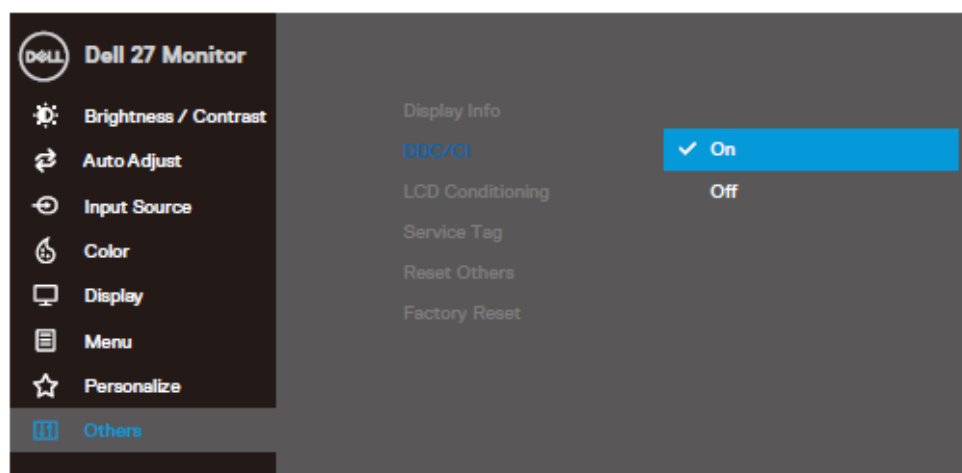 DELL Dell 27 Monitor
Brightness / Contrast
Auto Adjust
Input Source
Color
Display
Menu
Personalize
Others
Display Info
DDC/CI
LCD Conditioning
Service Tag
Reset Others
Factory Reset
On
Off